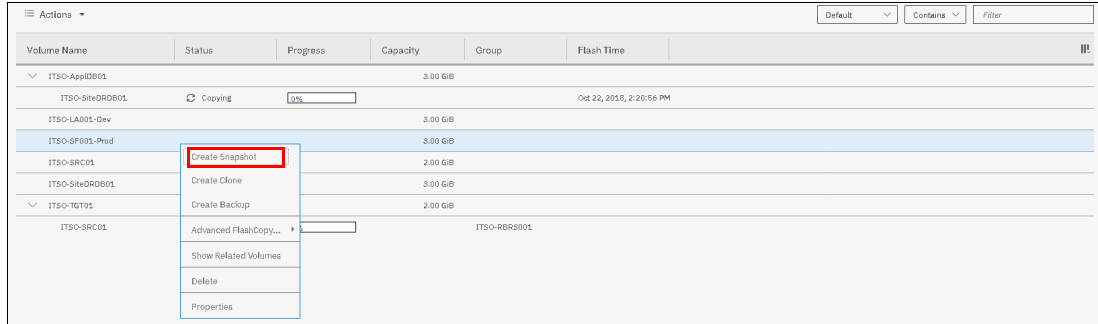 Actions
Default
Contains
Filter
Volume Name Status Progress Capacity Group Flash Time
ITSO-ApplDB01 3.00 GiB
ITSO-SiteDRDB01 Copying 0% Oct 22, 2018, 2:20:56 PM
ITSO-LA001-Dev 3.00 GiB
ITSO-SF001-Prod 3.00 GiB
ITSO-SRC01 2.00 GiB
ITSO-SiteDRDB01 3.00 GiB
ITSO-TGT01 2.00 GiB
ITSO-SRC01 ITSO-RBRS001
Create Snapshot
Create Clone
Create Backup
Advanced FlashCopy...
Show Related Volumes
Delete
Properties